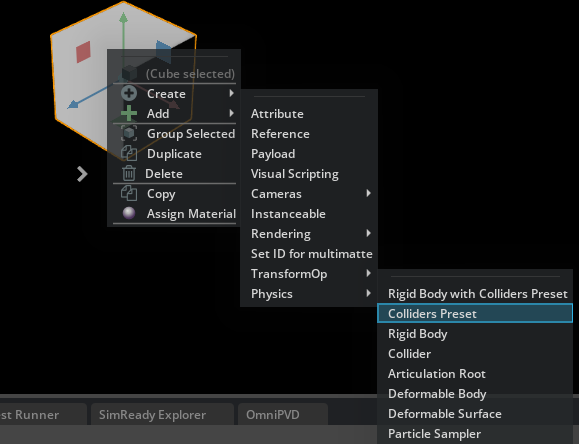 (Cube selected)
Create
Add
Group Selected
Duplicate
Delete
Copy
Assign Material
Attribute
Reference
Payload
Visual Scripting
Cameras
Instanceable
Rendering
Set ID for multimatte
TransformOp
Physics
Rigid Body with Colliders Preset
Colliders Preset
Rigid Body
Collider
Articulation Root
Deformable Body
Deformable Surface
Particle Sampler
est Runner
SimReady Explorer
OmniPVD